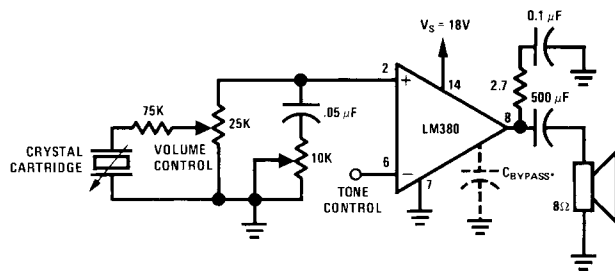 0.1 μF
V_S = 18V
2
14
2.7
500 μF
75K
25K
.05 μF
+
LM380
8
CRYSTAL
CARTRIDGE
VOLUME
CONTROL
10K
6
−
7
TONE
CONTROL
C_BYPASS*
8Ω